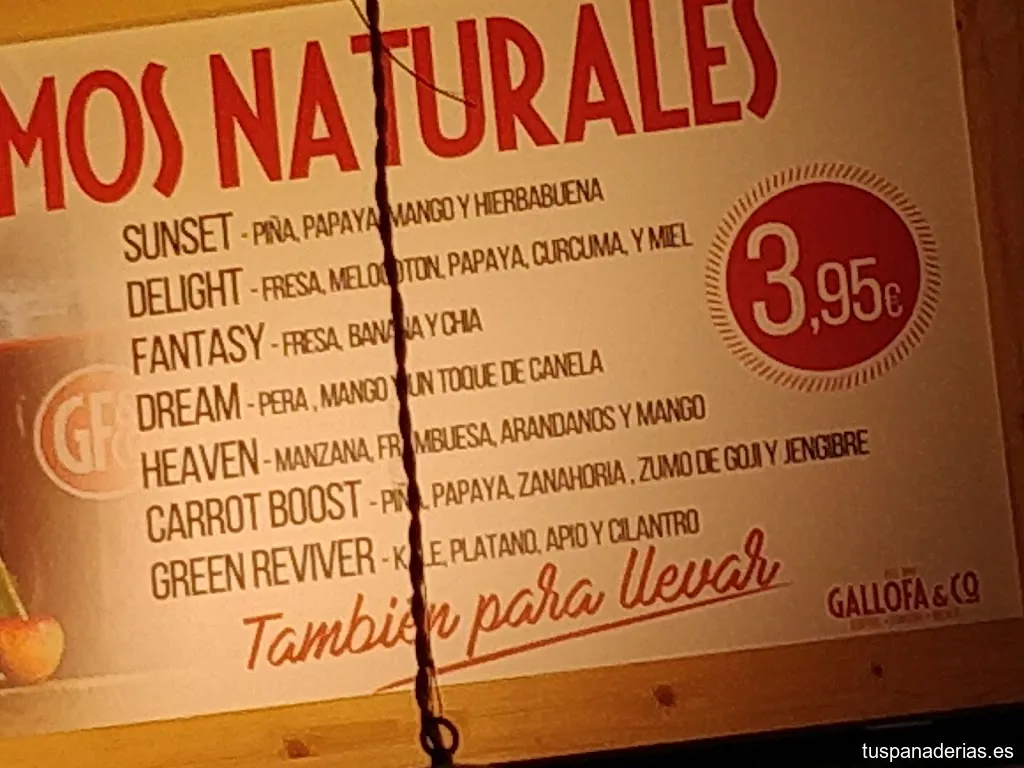 MOS NATURALES
SUNSET - PIÑA, PAPAYA, MANGO Y HIERBABUENA
DELIGHT - FRESA, MELOCOTON, PAPAYA, CURCUMA, Y MIEL
FANTASY - FRESA, BANANA Y CHIA
DREAM - PERA , MANGO Y UN TOQUE DE CANELA
HEAVEN - MANZANA, FRAMBUESA, ARANDANOS Y MANGO
CARROT BOOST - PIÑA, PAPAYA, ZANAHORIA , ZUMO DE GOJI Y JENGIBRE
GREEN REVIVER - KALE, PLATANO, APIO Y CILANTRO
3,95€
También para llevar
GALLOFA & CO
GF&
tuspanaderias.es